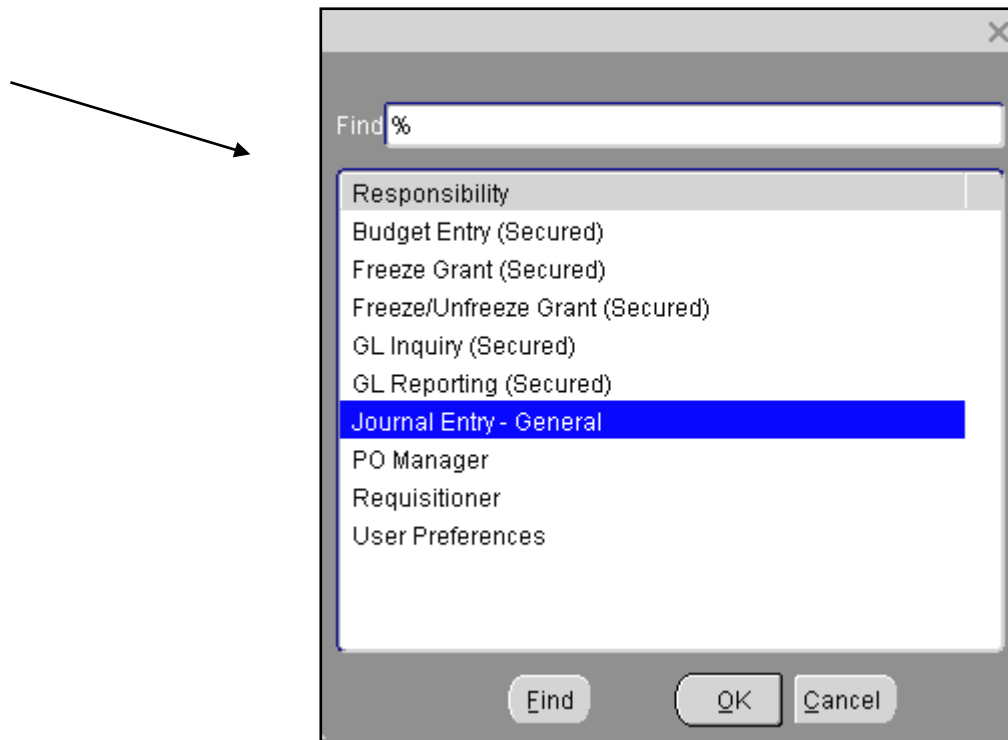 Find %
Responsibility
Budget Entry (Secured)
Freeze Grant (Secured)
Freeze/Unfreeze Grant (Secured)
GL Inquiry (Secured)
GL Reporting (Secured)
Journal Entry - General
PO Manager
Requisitioner
User Preferences
Find OK Cancel